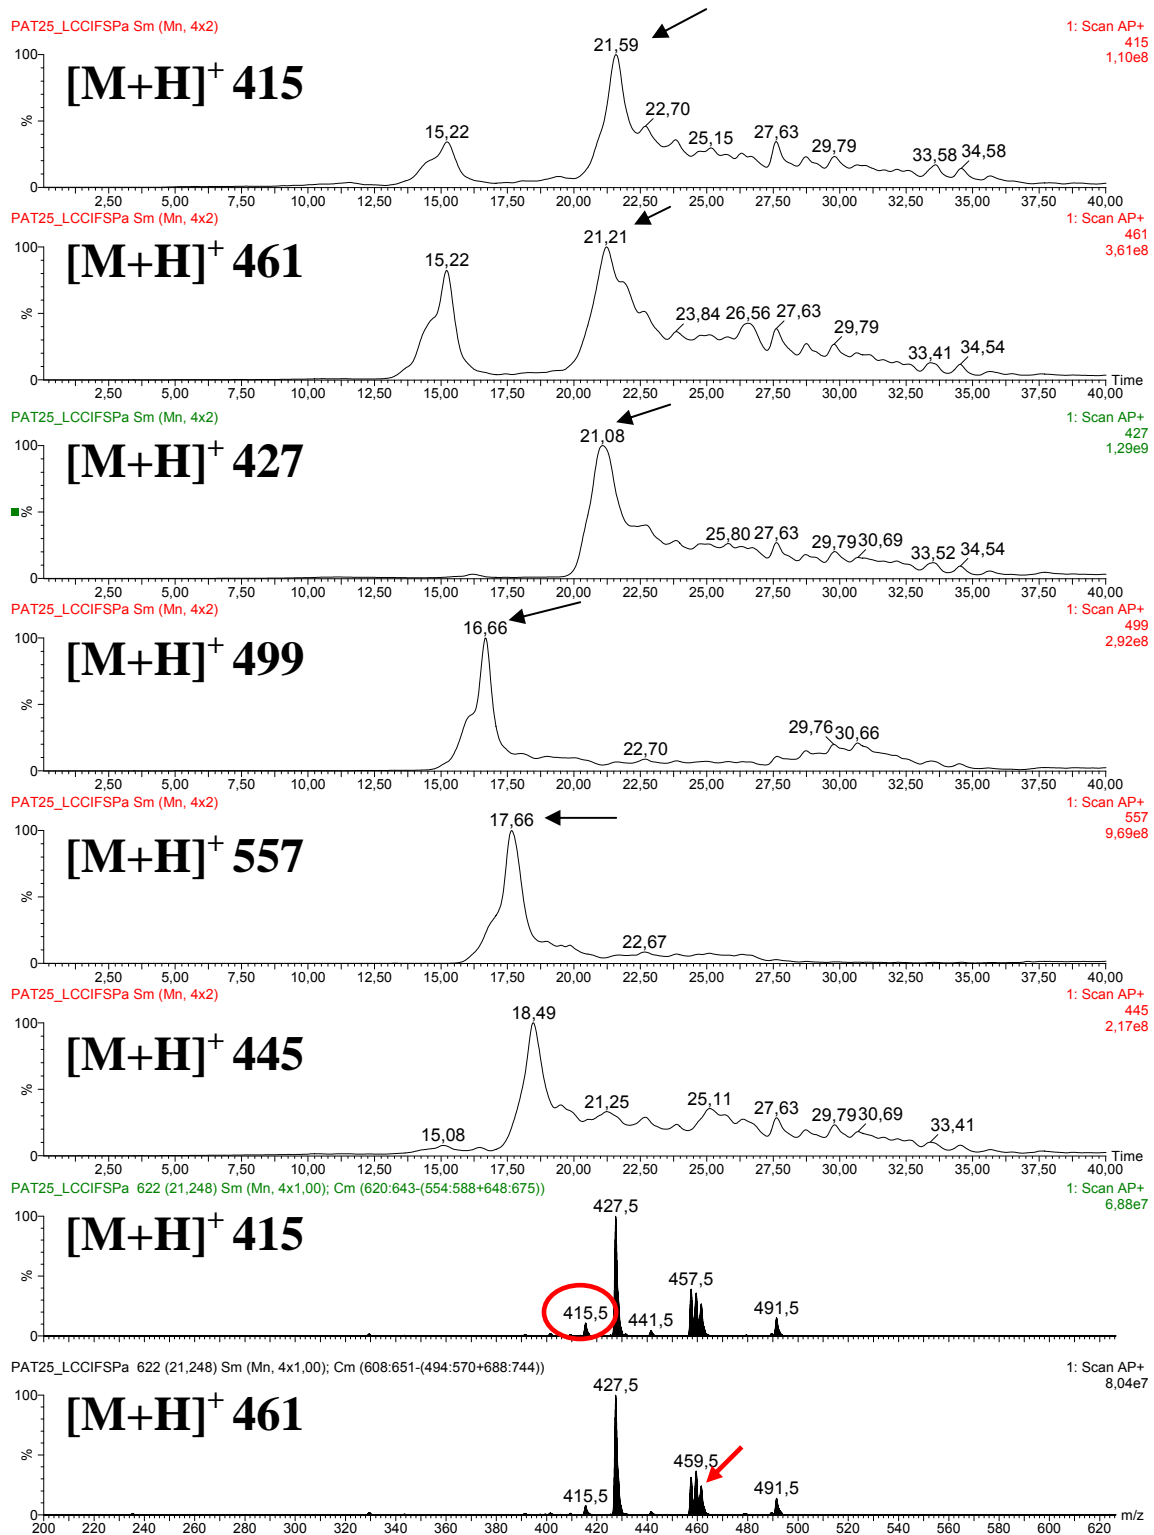 PAT25_LCCIFSPa Sm (Mn, 4x2)
1: Scan AP+
415
1,10e8
[M+H]+ 415
100
%
0
21,59
22,70
15,22
25,15
27,63
29,79
33,58
34,58
2,50 5,00 7,50 10,00 12,50 15,00 17,50 20,00 22,50 25,00 27,50 30,00 32,50 35,00 37,50 40,00
PAT25_LCCIFSPa Sm (Mn, 4x2)
1: Scan AP+
461
3,61e8
[M+H]+ 461
100
%
0
21,21
15,22
23,84
26,56
27,63
29,79
33,41
34,54
Time
2,50 5,00 7,50 10,00 12,50 15,00 17,50 20,00 22,50 25,00 27,50 30,00 32,50 35,00 37,50 40,00
PAT25_LCCIFSPa Sm (Mn, 4x2)
1: Scan AP+
427
1,29e9
[M+H]+ 427
100
%
0
21,08
25,80
27,63
29,79
30,69
33,52
34,54
2,50 5,00 7,50 10,00 12,50 15,00 17,50 20,00 22,50 25,00 27,50 30,00 32,50 35,00 37,50 40,00
PAT25_LCCIFSPa Sm (Mn, 4x2)
1: Scan AP+
499
2,92e8
[M+H]+ 499
100
%
0
16,66
22,70
29,76
30,66
2,50 5,00 7,50 10,00 12,50 15,00 17,50 20,00 22,50 25,00 27,50 30,00 32,50 35,00 37,50 40,00
PAT25_LCCIFSPa Sm (Mn, 4x2)
1: Scan AP+
557
9,69e8
[M+H]+ 557
100
%
0
17,66
22,67
2,50 5,00 7,50 10,00 12,50 15,00 17,50 20,00 22,50 25,00 27,50 30,00 32,50 35,00 37,50 40,00
PAT25_LCCIFSPa Sm (Mn, 4x2)
1: Scan AP+
445
2,17e8
[M+H]+ 445
100
%
0
18,49
15,08
21,25
25,11
27,63
29,79
30,69
33,41
Time
2,50 5,00 7,50 10,00 12,50 15,00 17,50 20,00 22,50 25,00 27,50 30,00 32,50 35,00 37,50 40,00
PAT25_LCCIFSPa 622 (21,248) Sm (Mn, 4x1,00); Cm (620:643-(554:588+648:675))
1: Scan AP+
6,88e7
[M+H]+ 415
100
%
0
427,5
415,5
441,5
457,5
491,5
PAT25_LCCIFSPa 622 (21,248) Sm (Mn, 4x1,00); Cm (608:651-(494:570+688:744))
1: Scan AP+
8,04e7
[M+H]+ 461
100
%
0
427,5
415,5
459,5
491,5
m/z
200 220 240 260 280 300 320 340 360 380 400 420 440 460 480 500 520 540 560 580 600 620